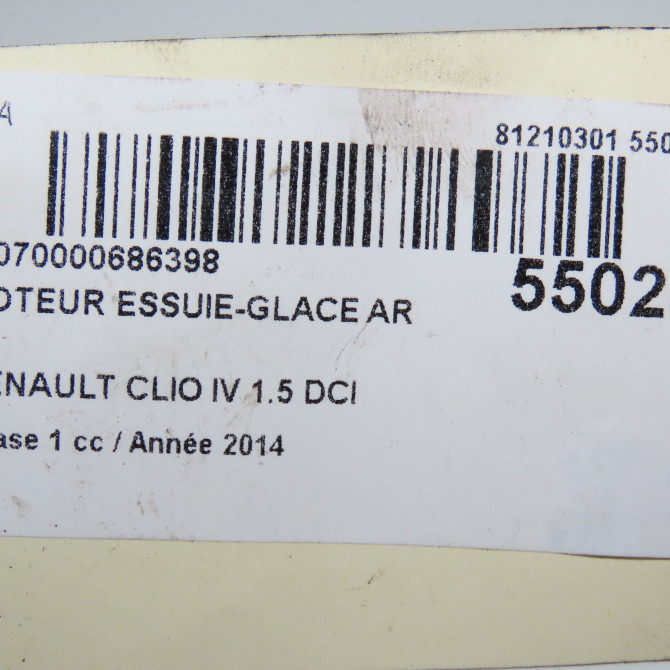 A
81210301 550
070000686398
5502
OTEUR ESSUIE-GLACE AR
ENAULT CLIO IV 1.5 DCI
ase 1 cc / Année 2014